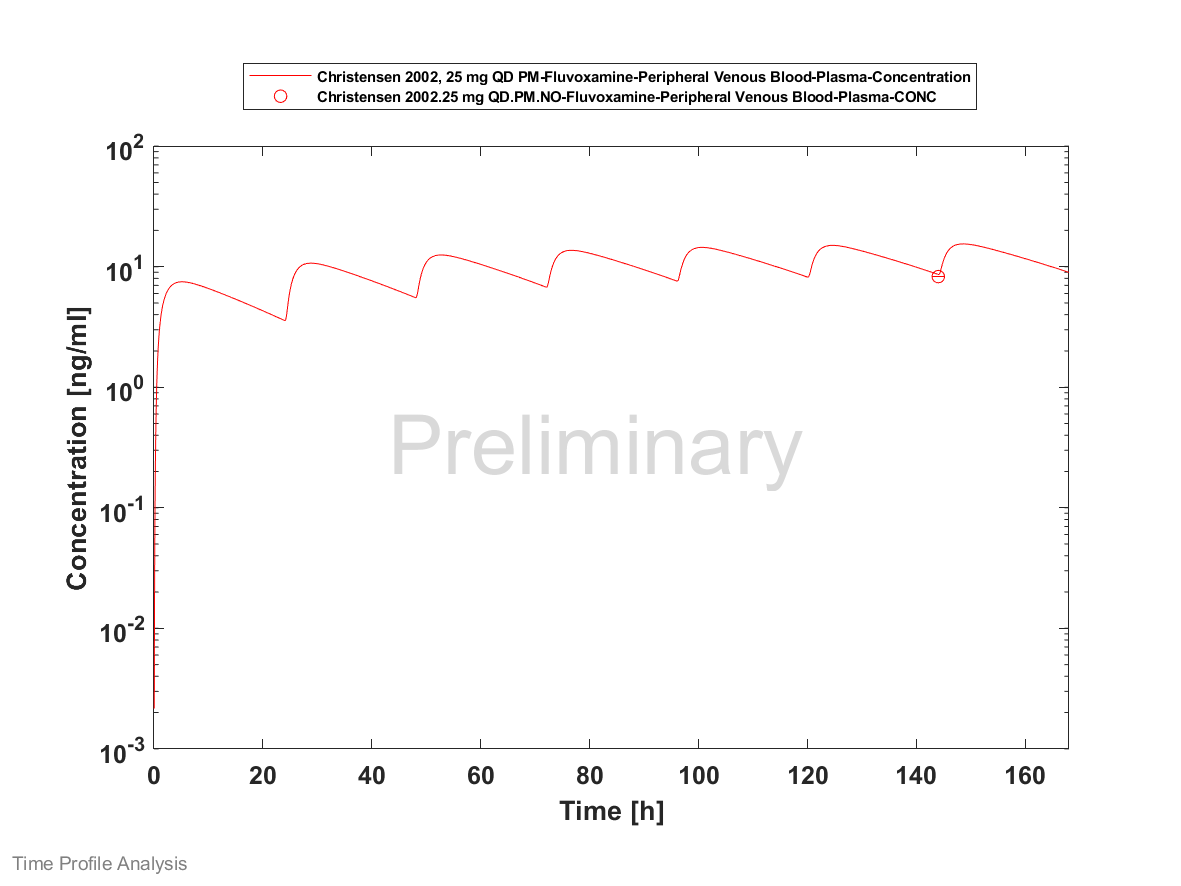 Christensen 2002, 25 mg QD PM-Fluvoxamine-Peripheral Venous Blood-Plasma-Concentration
Christensen 2002.25 mg QD.PM.NO-Fluvoxamine-Peripheral Venous Blood-Plasma-CONC
10^2
10^1
10^0
10^-1
10^-2
10^-3
Concentration [ng/ml]
Preliminary
0 20 40 60 80 100 120 140 160
Time [h]
Time Profile Analysis